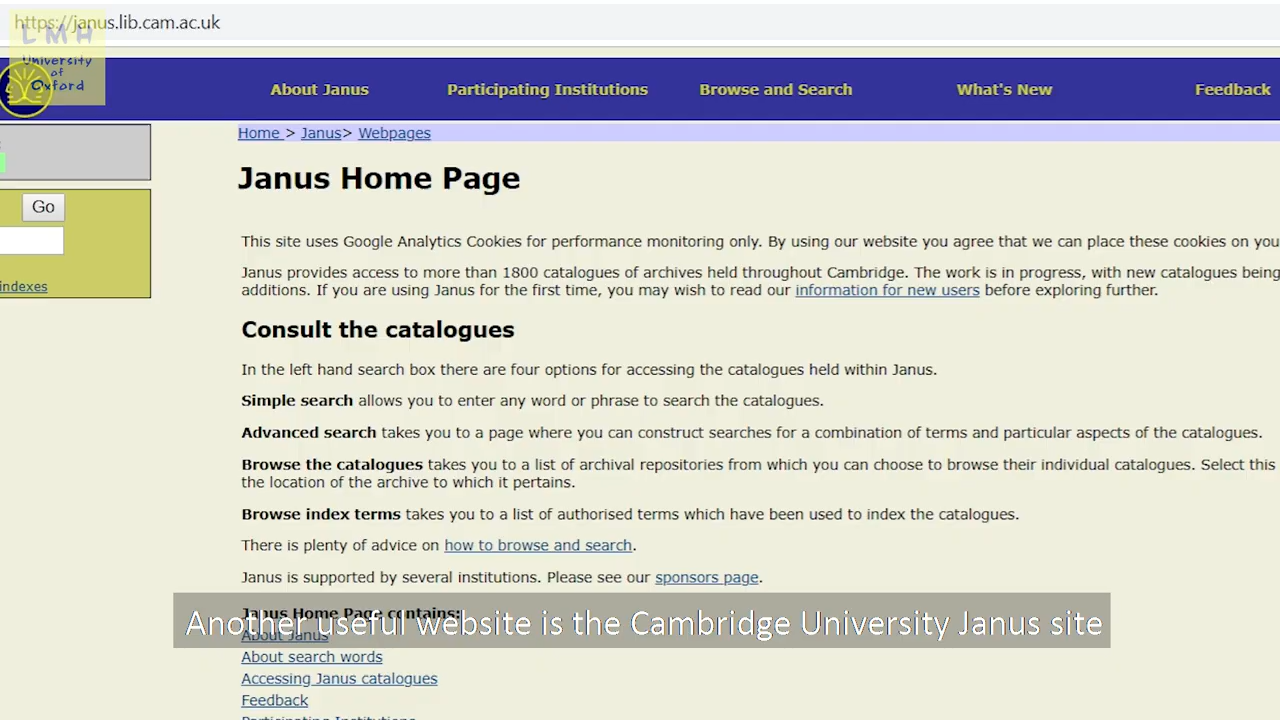 https://janus.lib.cam.ac.uk
LMH
University
of
Oxford
About Janus
Participating Institutions
Browse and Search
What's New
Feedback
Home > Janus> Webpages
Go
indexes
Janus Home Page
This site uses Google Analytics Cookies for performance monitoring only. By using our website you agree that we can place these cookies on you
Janus provides access to more than 1800 catalogues of archives held throughout Cambridge. The work is in progress, with new catalogues being
additions. If you are using Janus for the first time, you may wish to read our information for new users before exploring further.
Consult the catalogues
In the left hand search box there are four options for accessing the catalogues held within Janus.
Simple search allows you to enter any word or phrase to search the catalogues.
Advanced search takes you to a page where you can construct searches for a combination of terms and particular aspects of the catalogues.
Browse the catalogues takes you to a list of archival repositories from which you can choose to browse their individual catalogues. Select this
the location of the archive to which it pertains.
Browse index terms takes you to a list of authorised terms which have been used to index the catalogues.
There is plenty of advice on how to browse and search.
Janus is supported by several institutions. Please see our sponsors page.
Janus Home Page contains:
Another useful website is the Cambridge University Janus site
About Janus
About search words
Accessing Janus catalogues
Feedback
Participating Institutions